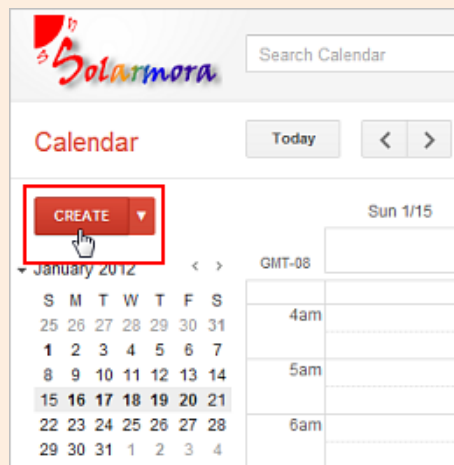 Solarmora
Search Calendar
Calendar
Today < >
CREATE ▼
Sun 1/15
January 2012 < >
GMT-08
S M T W T F S
25 26 27 28 29 30 31
1 2 3 4 5 6 7
8 9 10 11 12 13 14
15 16 17 18 19 20 21
22 23 24 25 26 27 28
29 30 31 1 2 3 4
4am
5am
6am